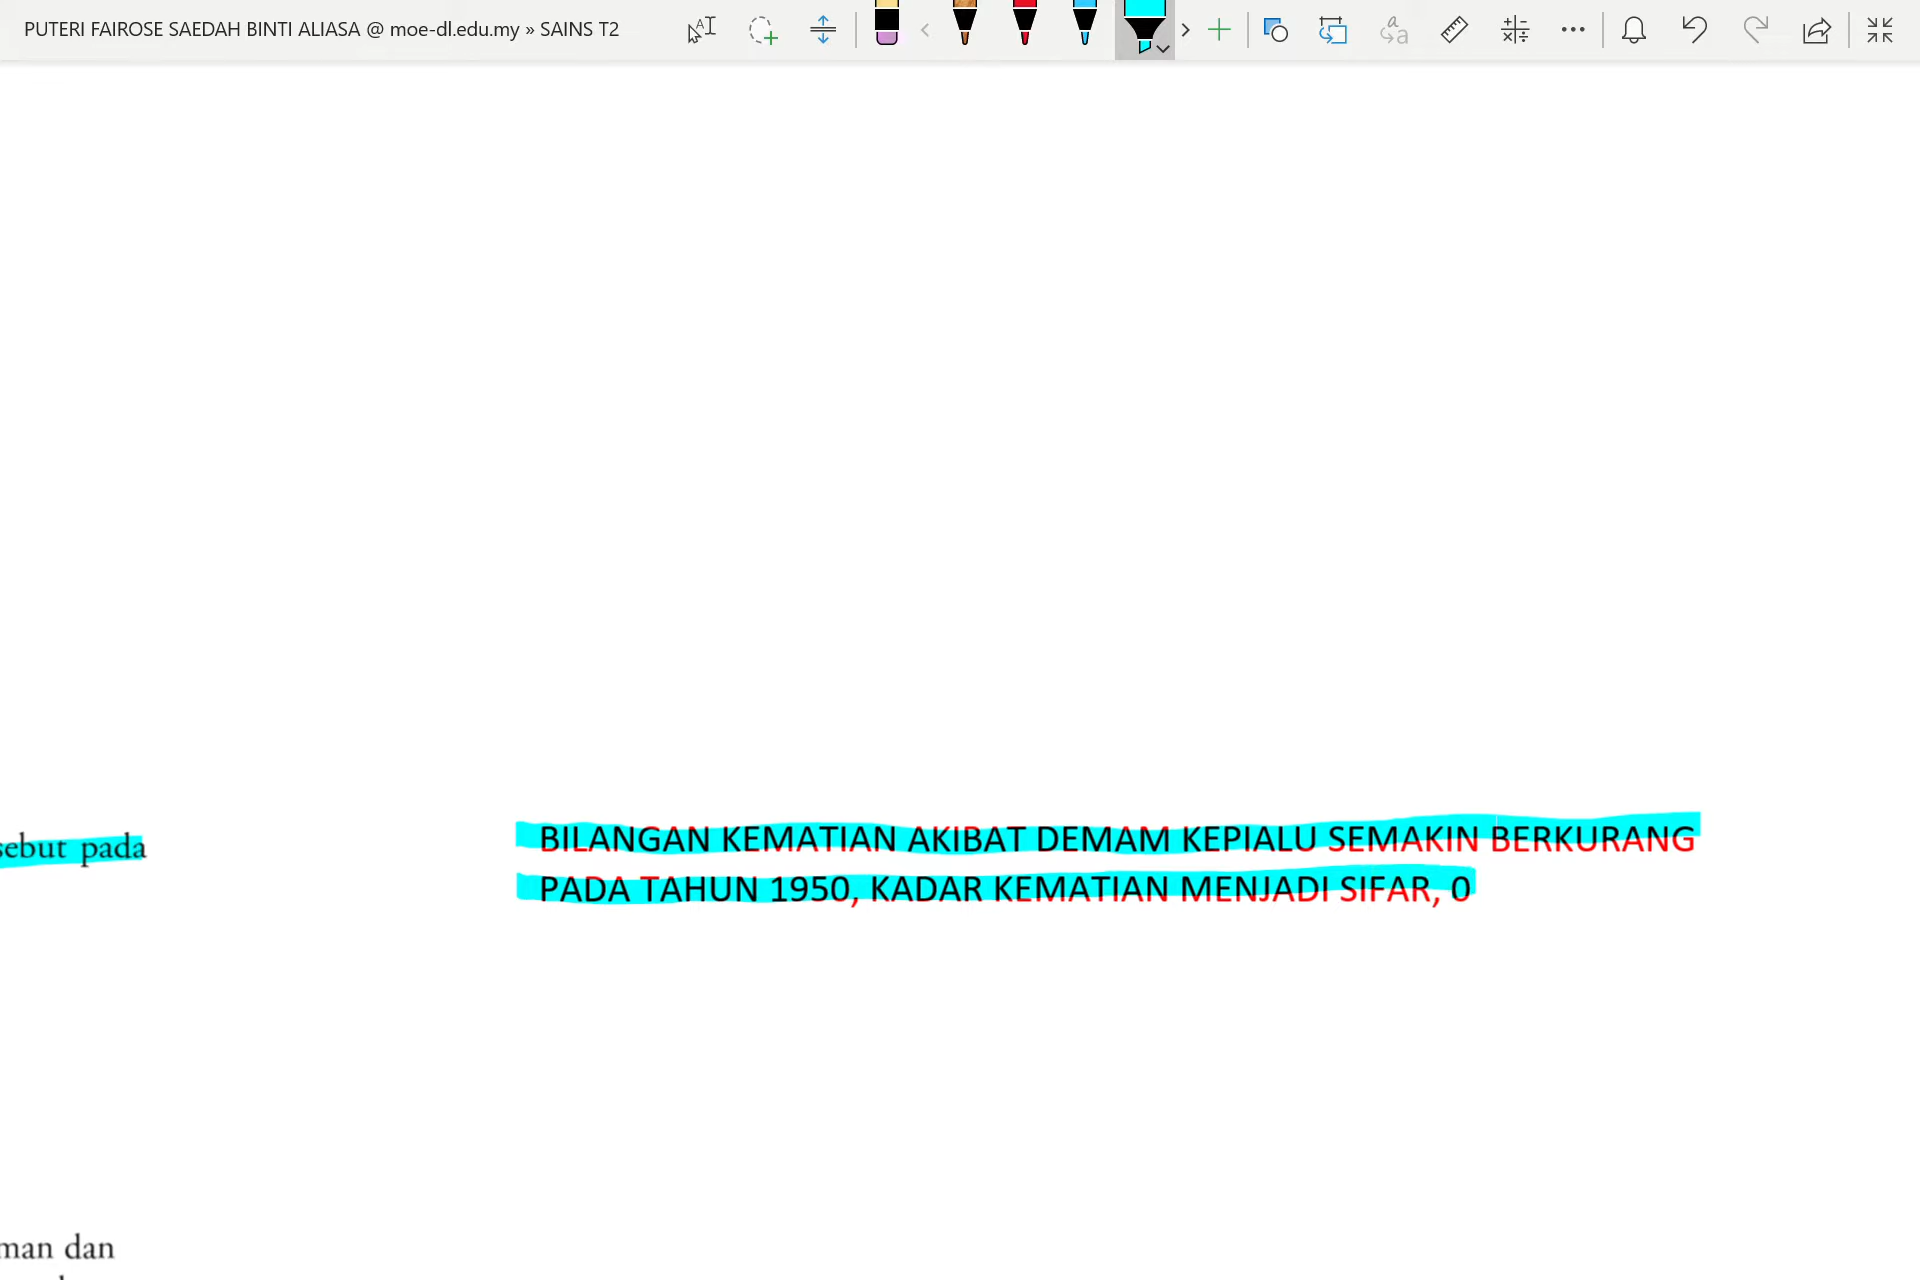 PUTERI FAIROSE SAEDAH BINTI ALIASA @ moe-dl.edu.my » SAINS T2
BILANGAN KEMATIAN AKIBAT DEMAM KEPIALU SEMAKIN BERKURANG
sebut pada
PADA TAHUN 1950, KADAR KEMATIAN MENJADI SIFAR, 0
man dan